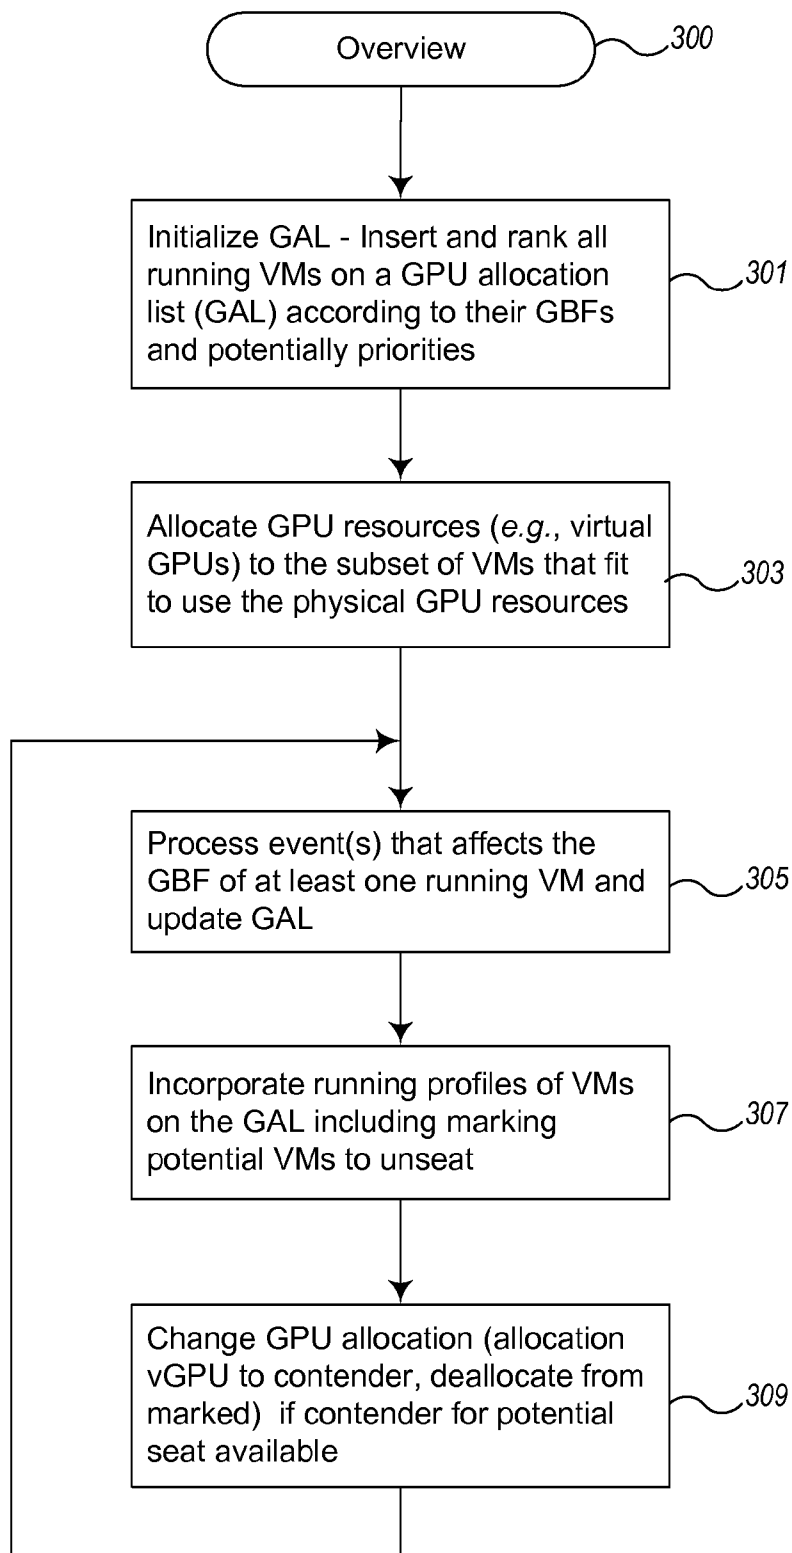 Overview
300
Initialize GAL - Insert and rank all
running VMs on a GPU allocation
list (GAL) according to their GBFs
and potentially priorities
301
Allocate GPU resources (e.g., virtual
GPUs) to the subset of VMs that fit
to use the physical GPU resources
303
Process event(s) that affects the
GBF of at least one running VM and
update GAL
305
Incorporate running profiles of VMs
on the GAL including marking
potential VMs to unseat
307
Change GPU allocation (allocation
vGPU to contender, deallocate from
marked)  if contender for potential
seat available
309